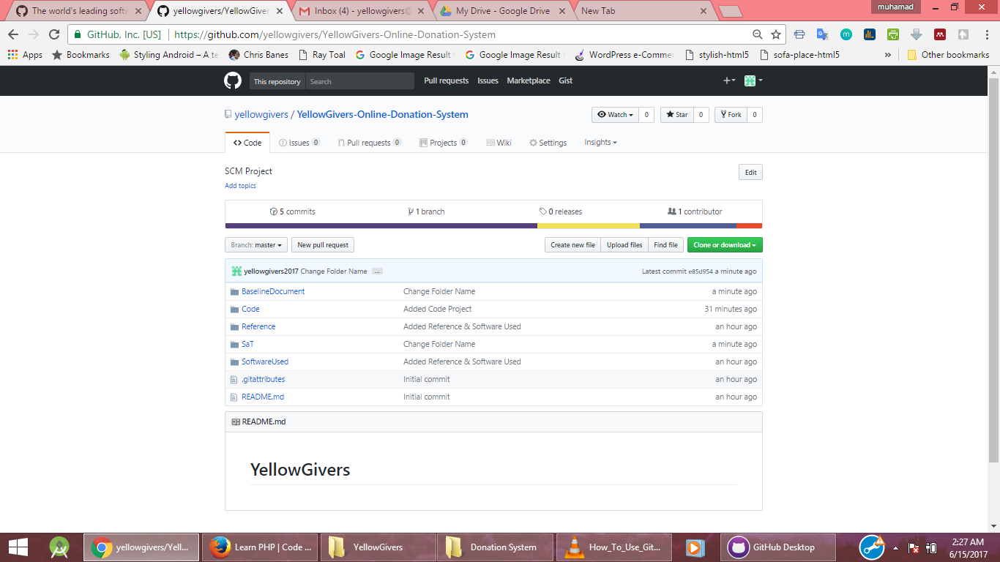 muhamad
The world's leading softw
yellowgivers/YellowGiver
Inbox (4) - yellowgivers@
My Drive - Google Drive
New Tab
GitHub, Inc. [US] https://github.com/yellowgivers/YellowGivers-Online-Donation-System
Apps Bookmarks Styling Android – A te Chris Banes Ray Toal Google Image Result Google Image Result WordPress e-Comme stylish-html5 sofa-place-html5 » Other bookmarks
This repository Search Pull requests Issues Marketplace Gist
yellowgivers / YellowGivers-Online-Donation-System Watch 0 Star 0 Fork 0
Code Issues 0 Pull requests 0 Projects 0 Wiki Settings Insights
SCM Project Edit
Add topics
5 commits 1 branch 0 releases 1 contributor
Branch: master New pull request Create new file Upload files Find file Clone or download
yellowgivers2017 Change Folder Name ... Latest commit e85d954 a minute ago
BaselineDocument Change Folder Name a minute ago
Code Added Code Project 31 minutes ago
Reference Added Reference & Software Used an hour ago
SaT Change Folder Name a minute ago
SoftwareUsed Added Reference & Software Used an hour ago
.gitattributes Initial commit an hour ago
README.md Initial commit an hour ago
README.md
YellowGivers
yellowgivers/Yell... Learn PHP | Code ... YellowGivers Donation System How_To_Use_Git... GitHub Desktop
2:27 AM
6/15/2017